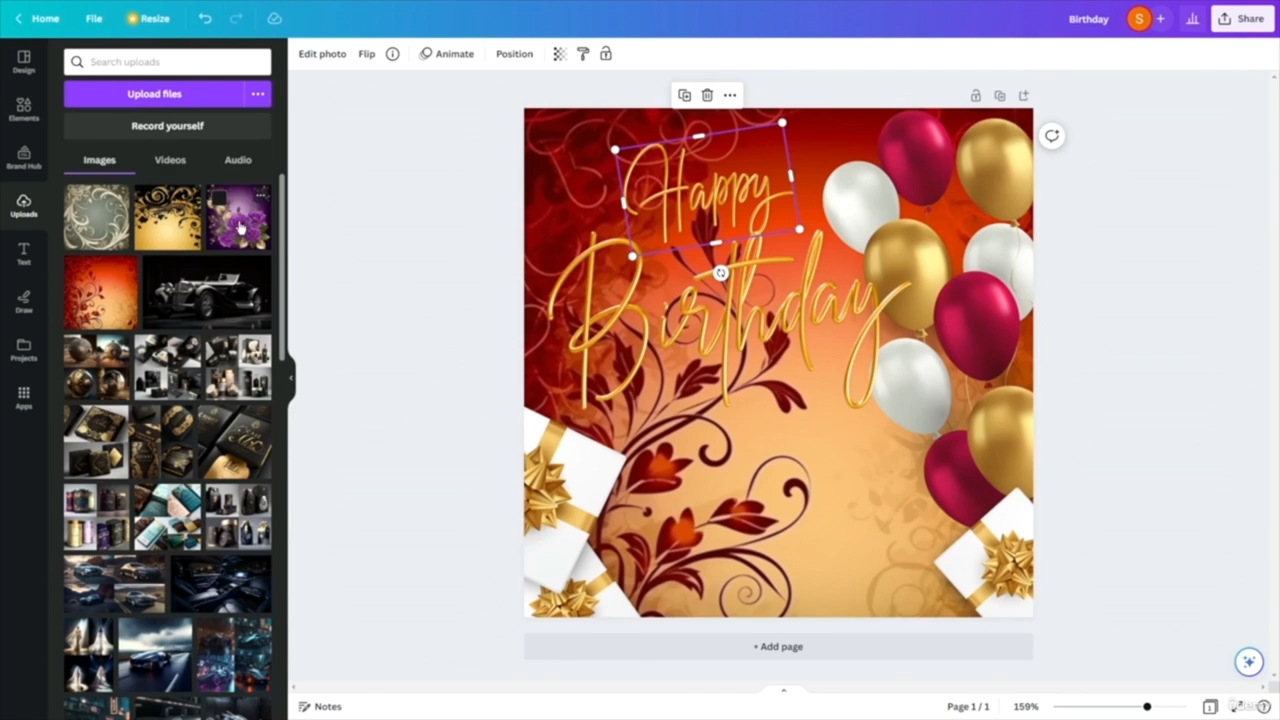 Home File Resize Birthday S + Share
Search uploads
Edit photo Flip Animate Position
Design
Upload files
Elements
Record yourself
Brand Hub
Images Videos Audio
Uploads
Text
Draw
Projects
Apps
Happy
Birthday
+ Add page
Notes Page 1 / 1 159% 1 ?